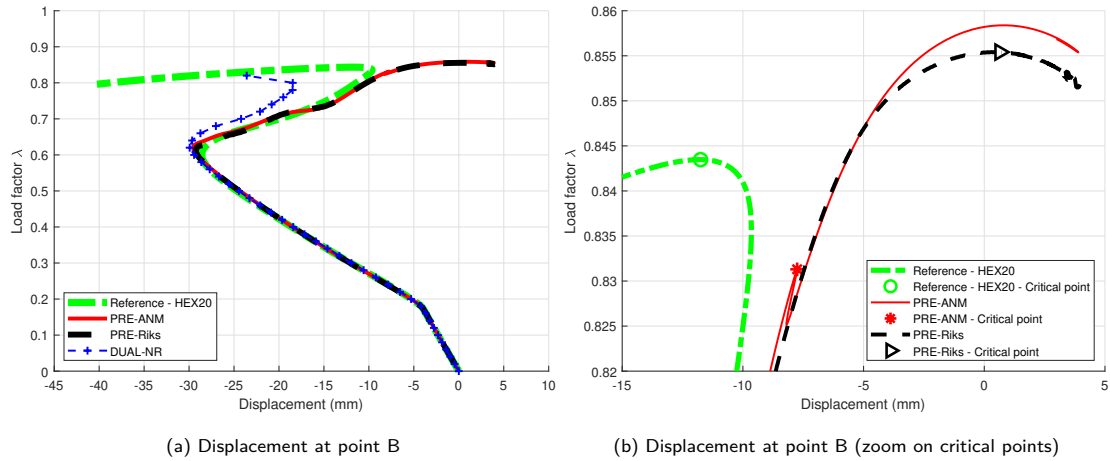 1
0.9
0.8
0.7
0.6
0.5
0.4
0.3
0.2
0.1
0
Load factor λ
Reference - HEX20
PRE-ANM
PRE-Riks
DUAL-NR
-45 -40 -35 -30 -25 -20 -15 -10 -5 0 5 10
Displacement (mm)
(a) Displacement at point B
0.86
0.855
0.85
0.845
0.84
0.835
0.83
0.825
0.82
Load factor λ
Reference - HEX20
Reference - HEX20 - Critical point
PRE-ANM
PRE-ANM - Critical point
PRE-Riks
PRE-Riks - Critical point
-15 -10 -5 0 5
Displacement (mm)
(b) Displacement at point B (zoom on critical points)